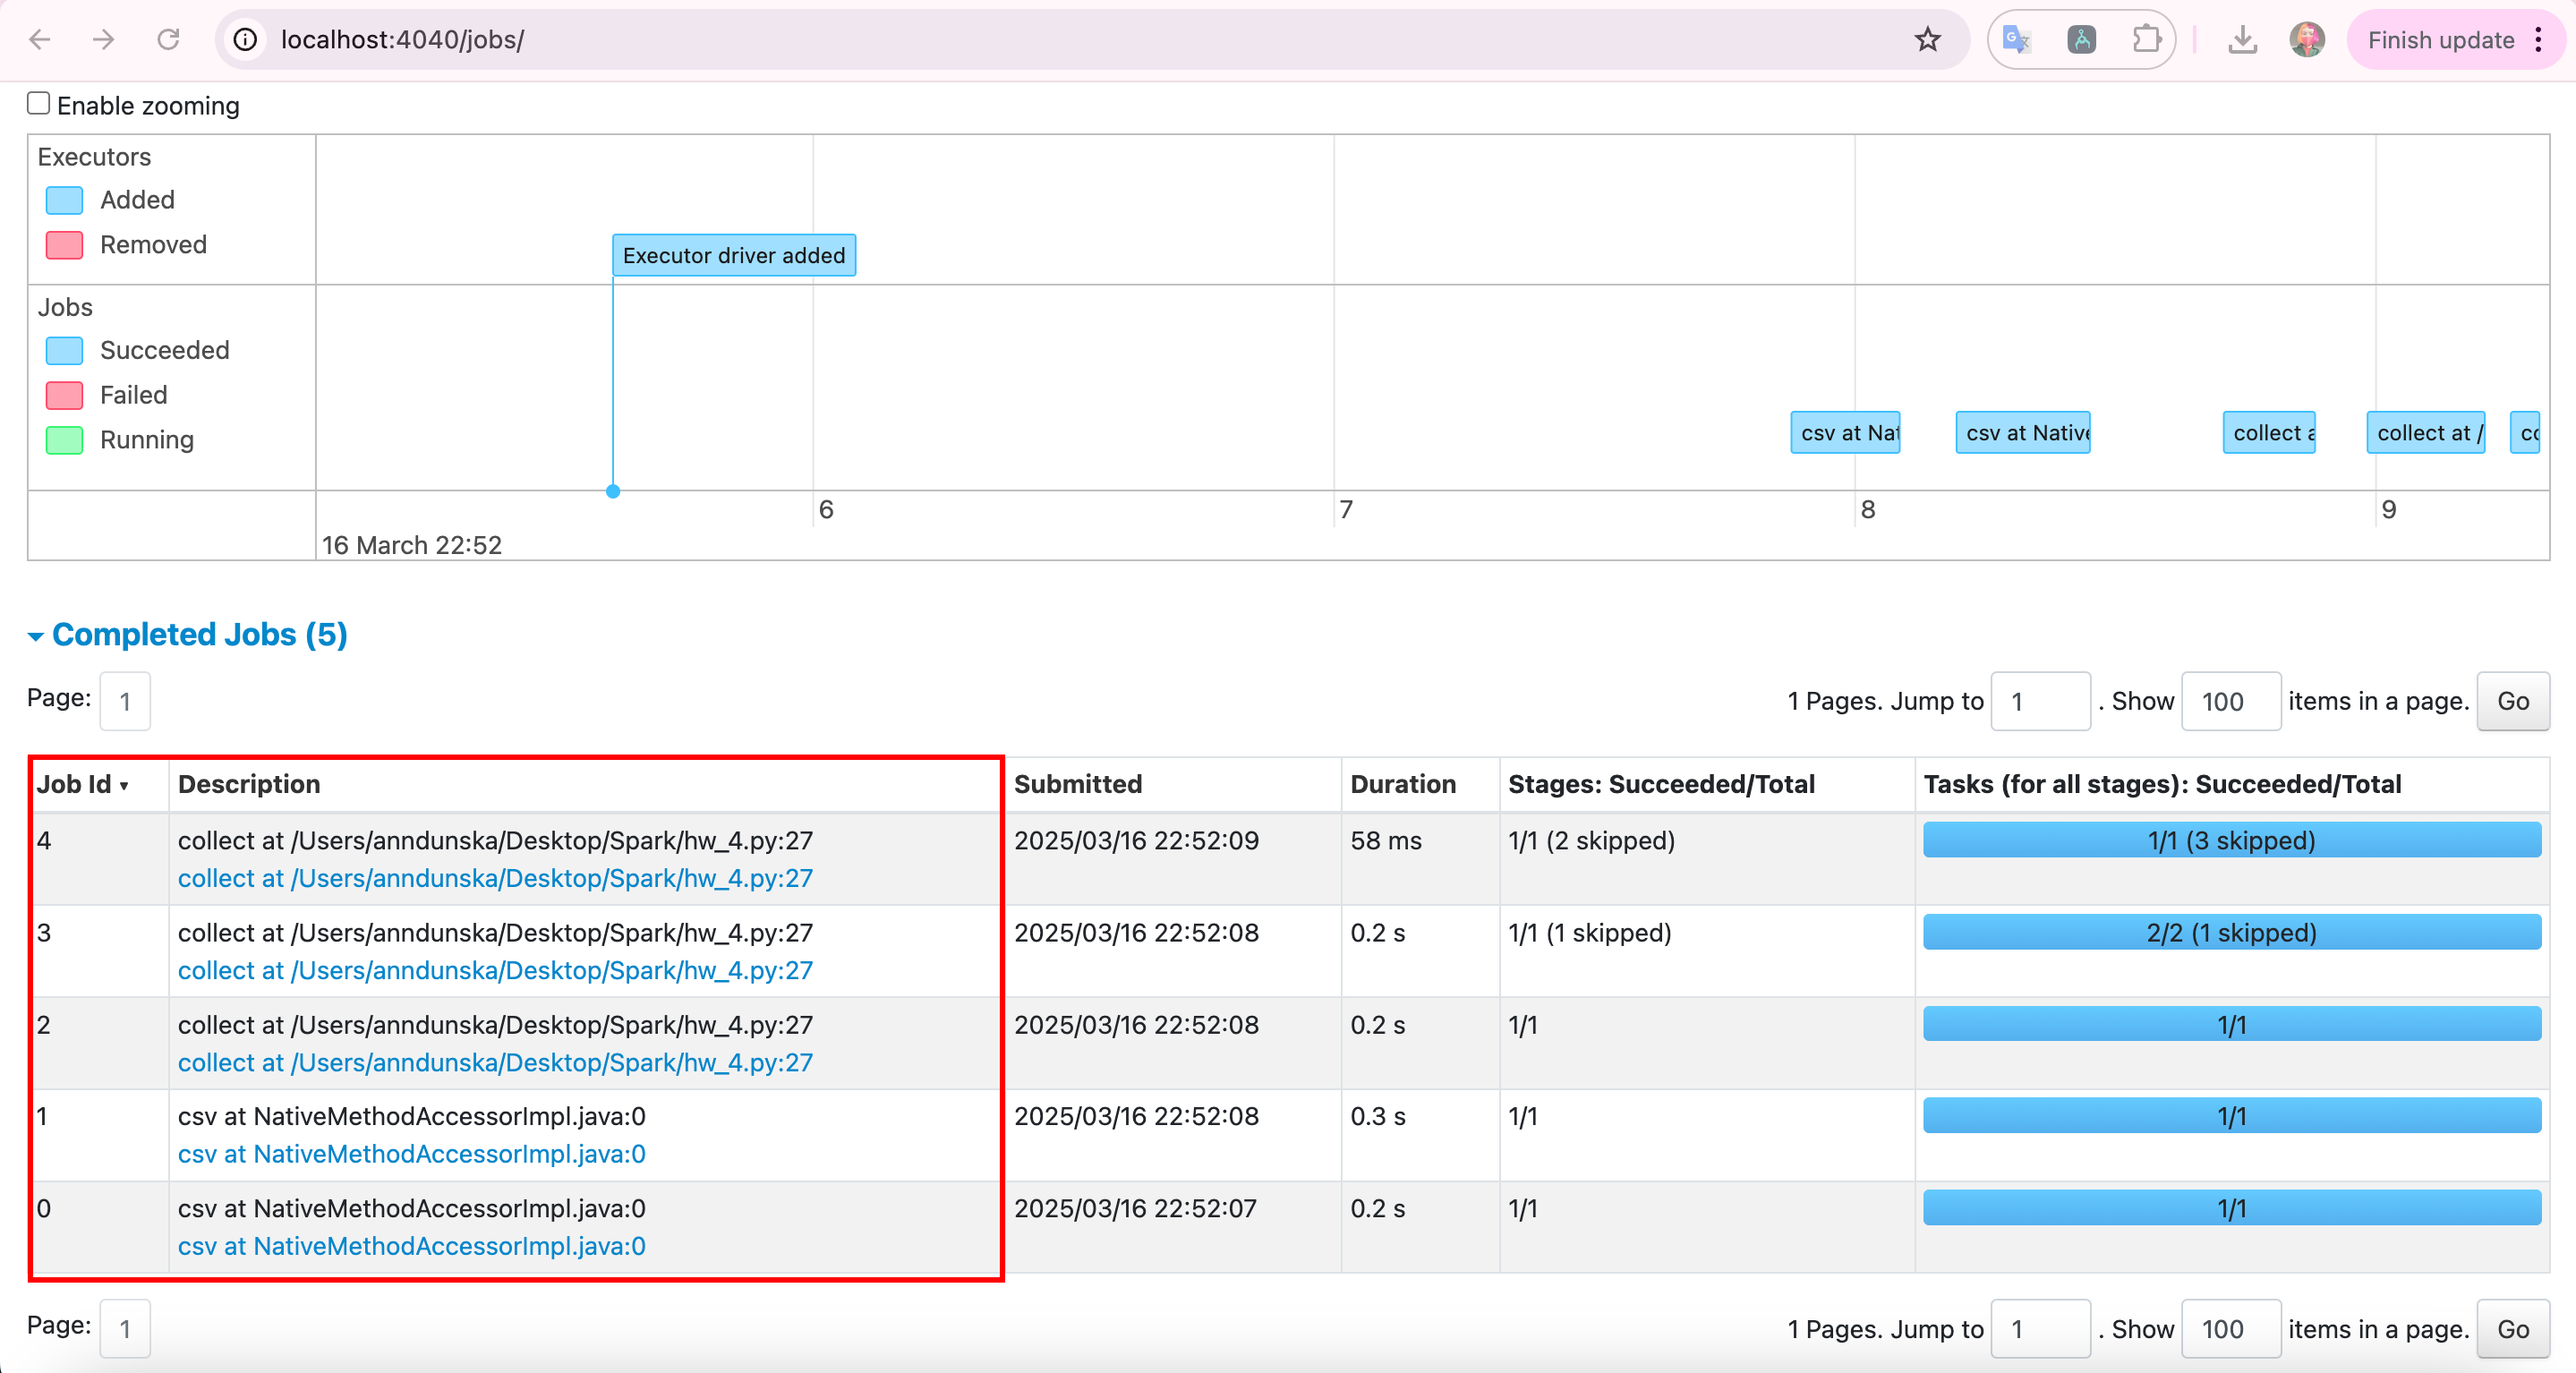 localhost:4040/jobs/
Finish update
Enable zooming
Executors
Added
Removed
Executor driver added
Jobs
Succeeded
Failed
Running
csv at Nat
csv at Native
collect a
collect at /
co
6
7
8
9
16 March 22:52
Completed Jobs (5)
Page: 1
1 Pages. Jump to 1 . Show 100 items in a page. Go
Job Id ▾ Description Submitted Duration Stages: Succeeded/Total Tasks (for all stages): Succeeded/Total
4 collect at /Users/anndunska/Desktop/Spark/hw_4.py:27 2025/03/16 22:52:09 58 ms 1/1 (2 skipped) 1/1 (3 skipped)
collect at /Users/anndunska/Desktop/Spark/hw_4.py:27
3 collect at /Users/anndunska/Desktop/Spark/hw_4.py:27 2025/03/16 22:52:08 0.2 s 1/1 (1 skipped) 2/2 (1 skipped)
collect at /Users/anndunska/Desktop/Spark/hw_4.py:27
2 collect at /Users/anndunska/Desktop/Spark/hw_4.py:27 2025/03/16 22:52:08 0.2 s 1/1 1/1
collect at /Users/anndunska/Desktop/Spark/hw_4.py:27
1 csv at NativeMethodAccessorImpl.java:0 2025/03/16 22:52:08 0.3 s 1/1 1/1
csv at NativeMethodAccessorImpl.java:0
0 csv at NativeMethodAccessorImpl.java:0 2025/03/16 22:52:07 0.2 s 1/1 1/1
csv at NativeMethodAccessorImpl.java:0
Page: 1
1 Pages. Jump to 1 . Show 100 items in a page. Go